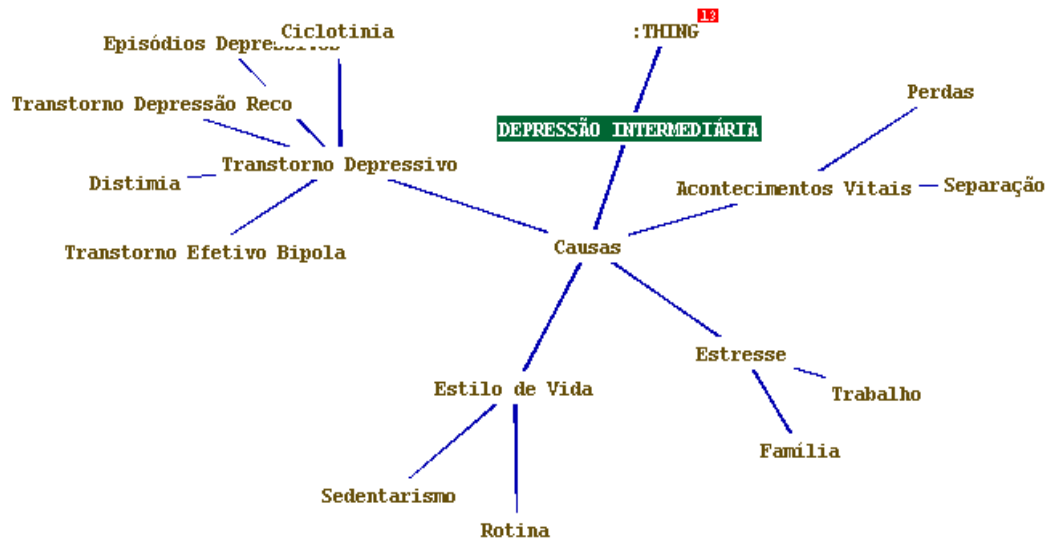 13
Ciclotinia
:THING
Episódios Depressivos
Perdas
Transtorno Depressão Reco
DEPRESSÃO INTERMEDIÁRIA
Transtorno Depressivo
Distimia
Acontecimentos Vitais
Separação
Transtorno Efetivo Bipola
Causas
Estresse
Estilo de Vida
Trabalho
Família
Sedentarismo
Rotina